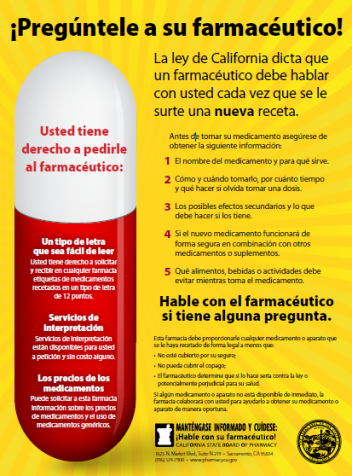 ¡Pregúntele a su farmacéutico!
La ley de California dicta que
un farmacéutico debe hablar
con usted cada vez que se le
surte una nueva receta.
Usted tiene
derecho a pedirle
al farmacéutico:
Un tipo de letra
que sea fácil de leer
Usted tiene derecho a solicitar
y recibir en cualquier farmacia
etiquetas de medicamentos
recetados en un tipo de letra
de 12 puntos.
Servicios de
interpretación
Servicios de interpretación
están disponibles para usted
a petición y sin costo alguno.
Los precios de los
medicamentos
Puede solicitar a esta farmacia
información sobre los precios
de medicamentos y el uso de
medicamentos genéricos.
Antes de tomar su medicamento asegúrese de
obtener la siguiente información:
1 El nombre del medicamento y para qué sirve.
2 Cómo y cuándo tomarlo, por cuánto tiempo
y qué hacer si olvida tomar una dosis.
3 Los posibles efectos secundarios y lo que
debe hacer si los tiene.
4 Si el nuevo medicamento funcionará de
forma segura en combinación con otros
medicamentos o suplementos.
5 Qué alimentos, bebidas o actividades debe
evitar mientras toma el medicamento.
Hable con el farmacéutico
si tiene alguna pregunta.
Esta farmacia debe proporcionarle cualquier medicamento o aparato que
se le haya recetado de forma legal a menos que:
• No esté cubierto por su seguro;
• No pueda cubrir el copago;
• El farmacéutico determine que si lo hace sería contra la ley o
potencialmente perjudicial para su salud.
Si algún medicamento o aparato no está disponible de inmediato, la
farmacia colaborará con usted para ayudarlo a obtener su medicamento o
aparato de manera oportuna.
MANTÉNGASE INFORMADO Y CUÍDESE:
¡Hable con su farmacéutico!
CALIFORNIA STATE BOARD OF PHARMACY
1625 N. Market Blvd., Suite N 219 – Sacramento, CA 95834
(916) 574-7900 • www.pharmacy.ca.gov